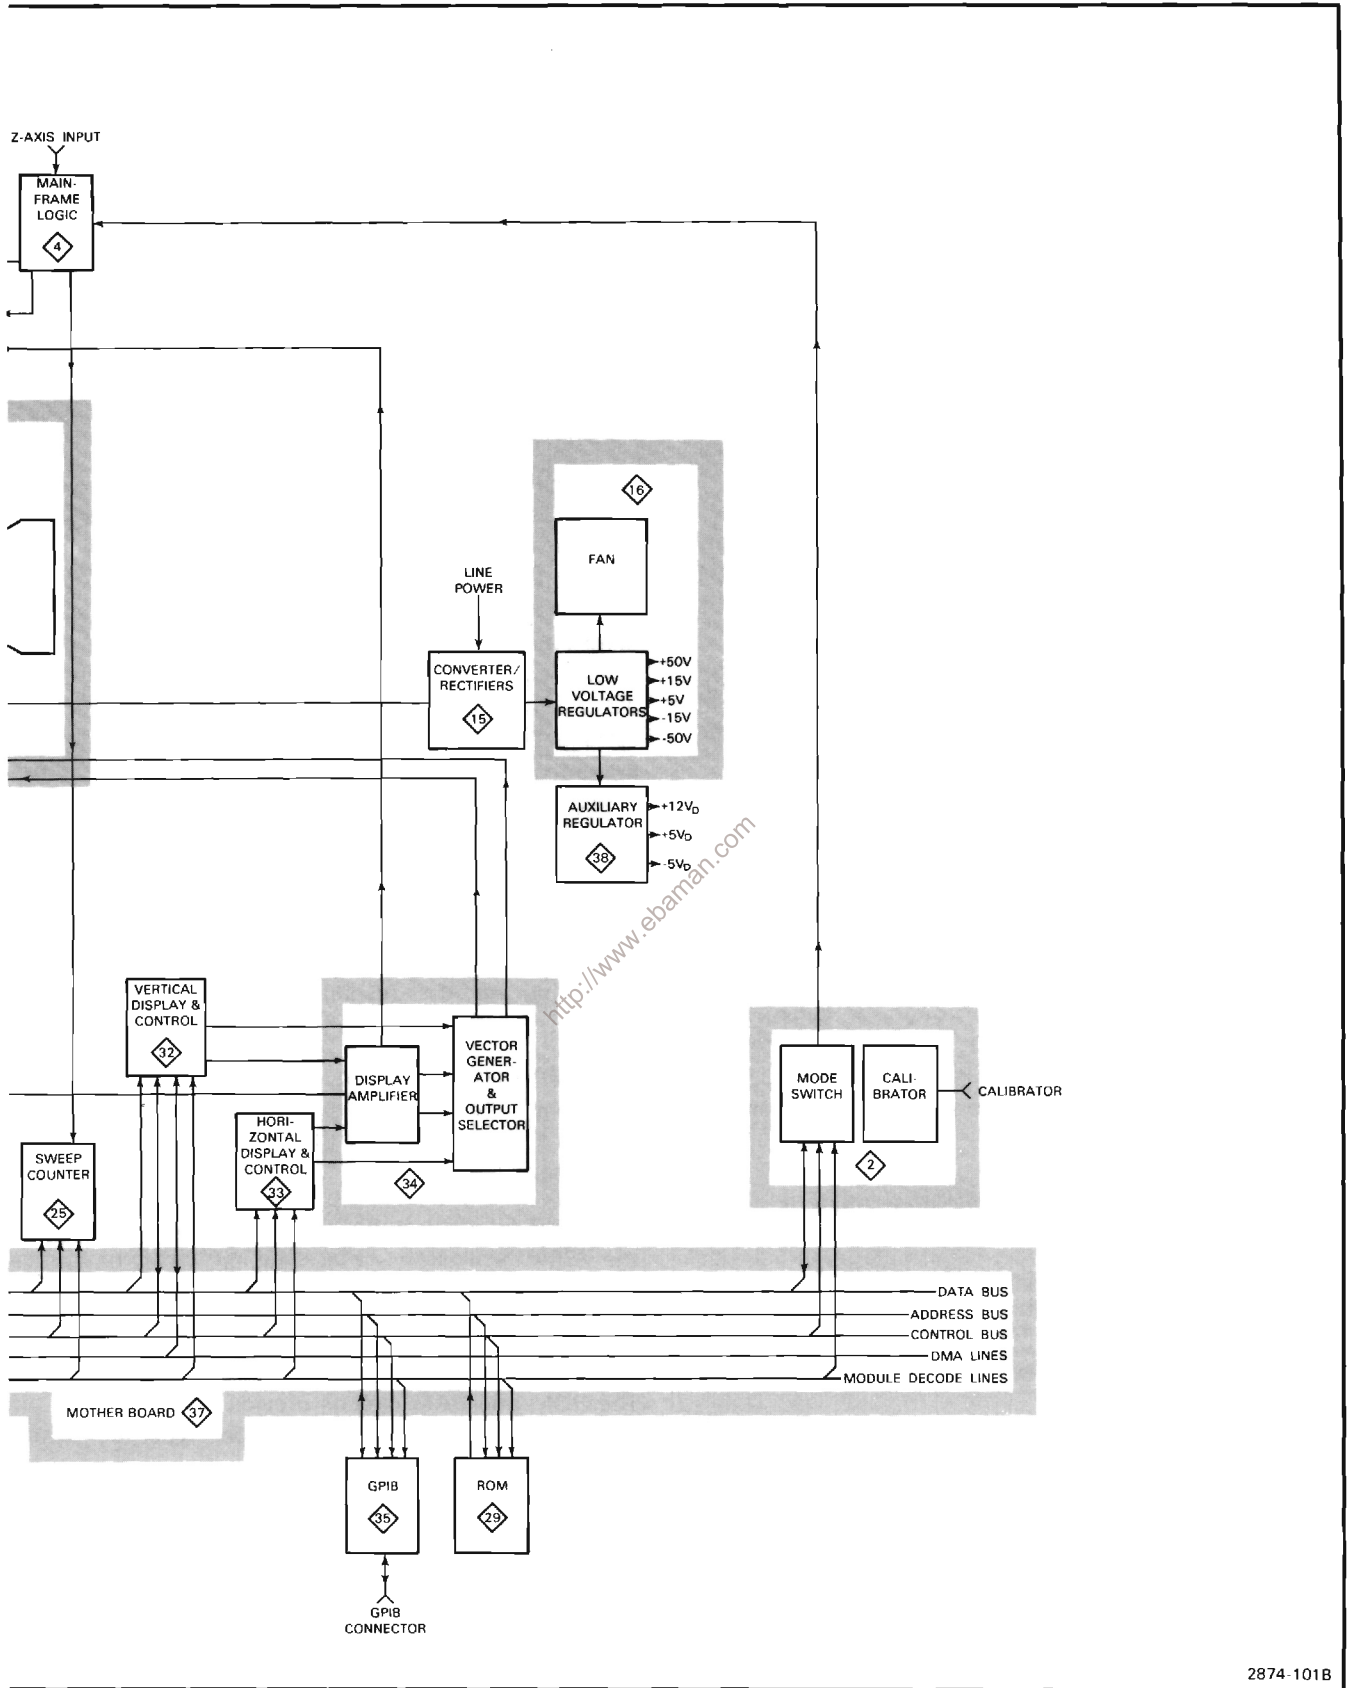 Z-AXIS INPUT
MAIN-
FRAME
LOGIC
4
16
FAN
LINE
POWER
CONVERTER/
RECTIFIERS
15
LOW
VOLTAGE
REGULATORS
+50V
+15V
+5V
-15V
-50V
AUXILIARY
REGULATOR
38
+12VD
+5VD
-5VD
http://www.ebaman.com
VERTICAL
DISPLAY &
CONTROL
32
DISPLAY
AMPLIFIER
VECTOR
GENER-
ATOR
&
OUTPUT
SELECTOR
34
HORI-
ZONTAL
DISPLAY &
CONTROL
33
SWEEP
COUNTER
25
MODE
SWITCH
CALI-
BRATOR
CALIBRATOR
2
DATA BUS
ADDRESS BUS
CONTROL BUS
DMA LINES
MODULE DECODE LINES
MOTHER BOARD 37
GPIB
35
ROM
29
GPIB
CONNECTOR
2874-101B